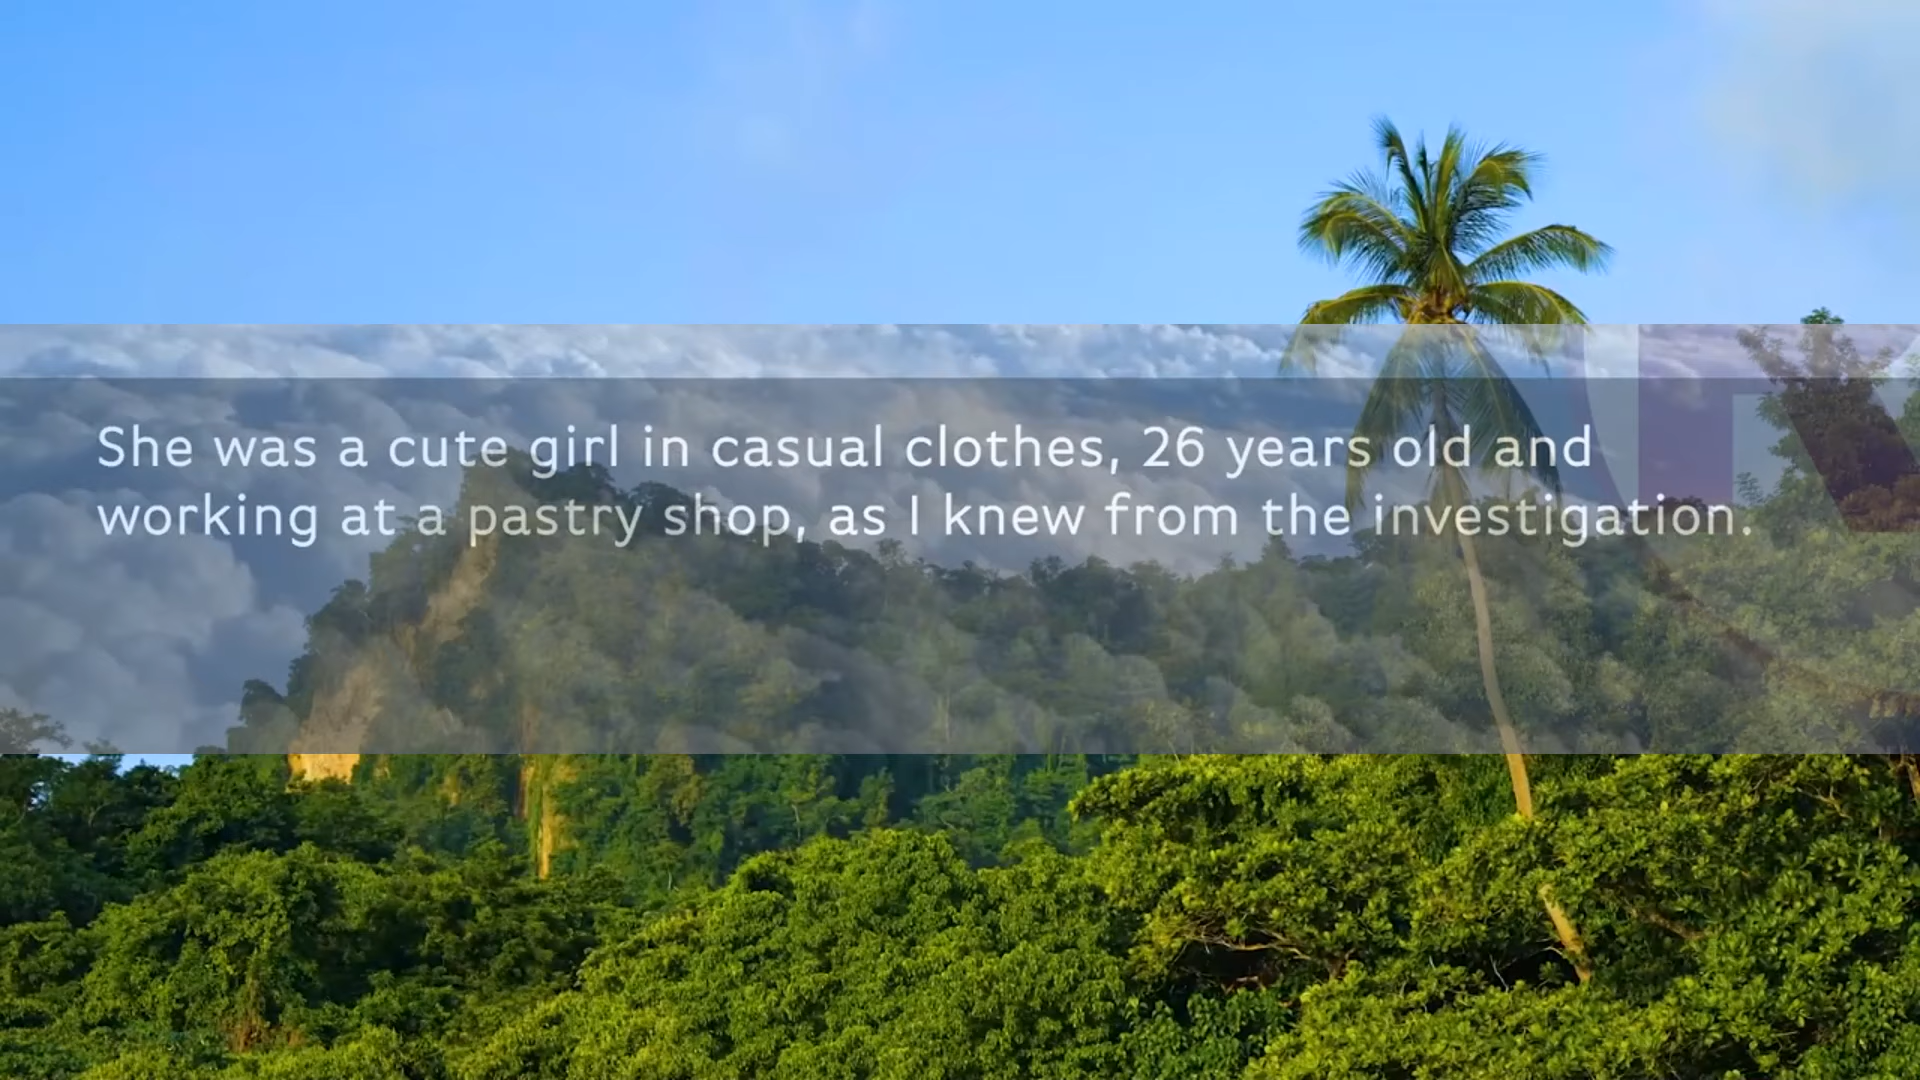 She was a cute girl in casual clothes, 26 years old and
working at a pastry shop, as I knew from the investigation.